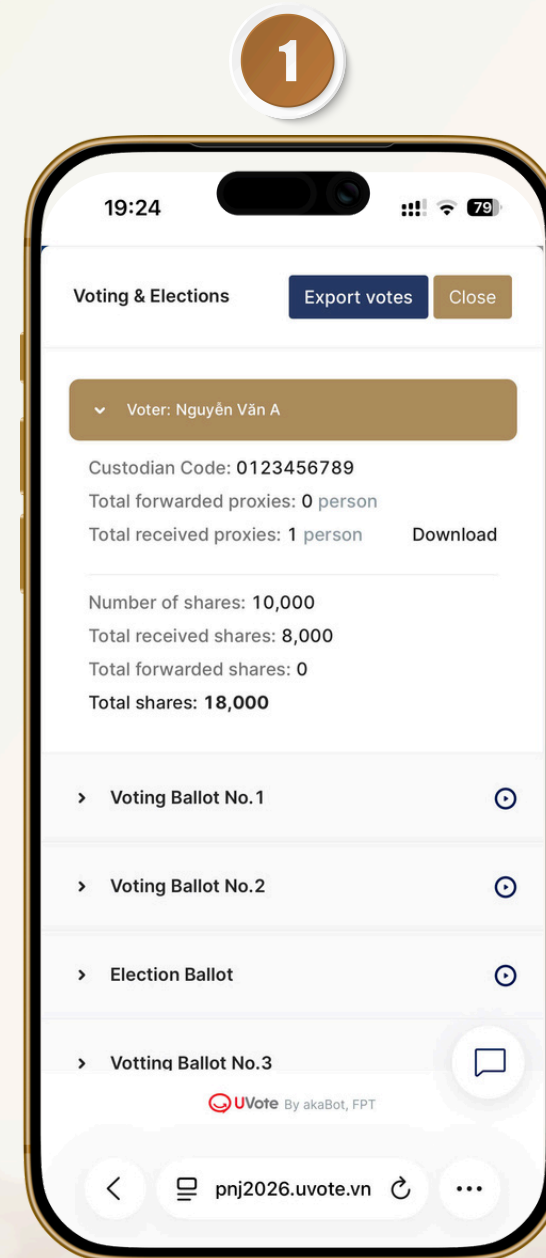 1
19:24
79
Voting & Elections
Export votes
Close
Voter: Nguyễn Văn A
Custodian Code: 0123456789
Total forwarded proxies: 0 person
Total received proxies: 1 person Download
Number of shares: 10,000
Total received shares: 8,000
Total forwarded shares: 0
Total shares: 18,000
Voting Ballot No.1
Voting Ballot No.2
Election Ballot
Votting Ballot No.3
UVote By akaBot, FPT
pnj2026.uvote.vn